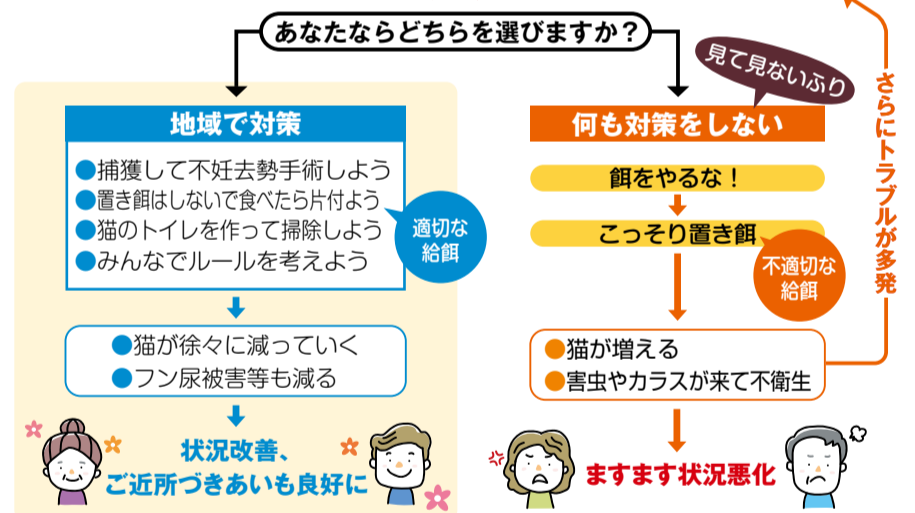 あなたならどちらを選びますか？
地域で対策
●捕獲して不妊去勢手術しよう
●置き餌はしないで食べたら片付よう
●猫のトイレを作って掃除しよう
●みんなでルールを考えよう
適切な
給餌
●猫が徐々に減っていく
●フン尿被害等も減る
状況改善、
ご近所づきあいも良好に
見て見ないふり
何も対策をしない
餌をやるな！
こっそり置き餌
不適切な
給餌
●猫が増える
●害虫やカラスが来て不衛生
ますます状況悪化
さらにトラブルが多発